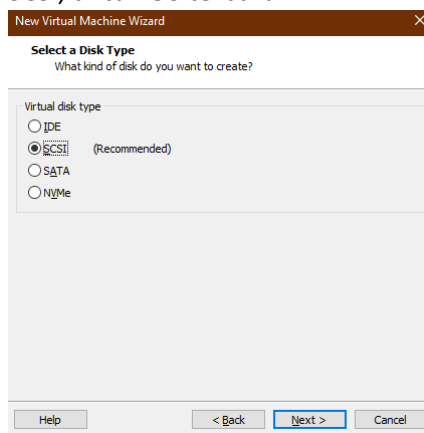 New Virtual Machine Wizard
Select a Disk Type
What kind of disk do you want to create?
Virtual disk type
IDE
SCSI (Recommended)
SATA
NVMe
Help < Back Next > Cancel